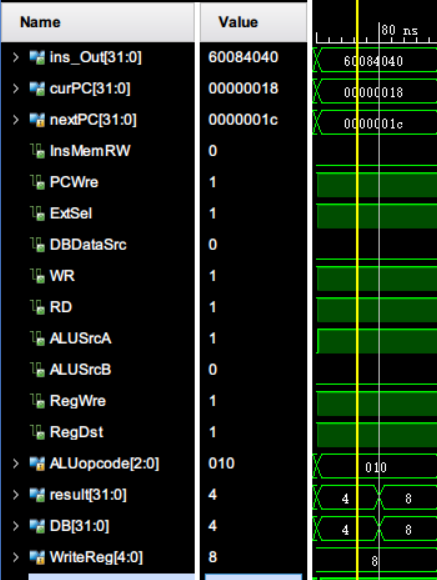 Name Value 80 ns
ins_Out[31:0] 60084040 60084040
curPC[31:0] 00000018 00000018
nextPC[31:0] 0000001c 0000001c
InsMemRW 0
PCWre 1
ExtSel 1
DBDataSrc 0
WR 1
RD 1
ALUSrcA 1
ALUSrcB 0
RegWre 1
RegDst 1
ALUopcode[2:0] 010 010
result[31:0] 4 4 8
DB[31:0] 4 4 8
WriteReg[4:0] 8 8